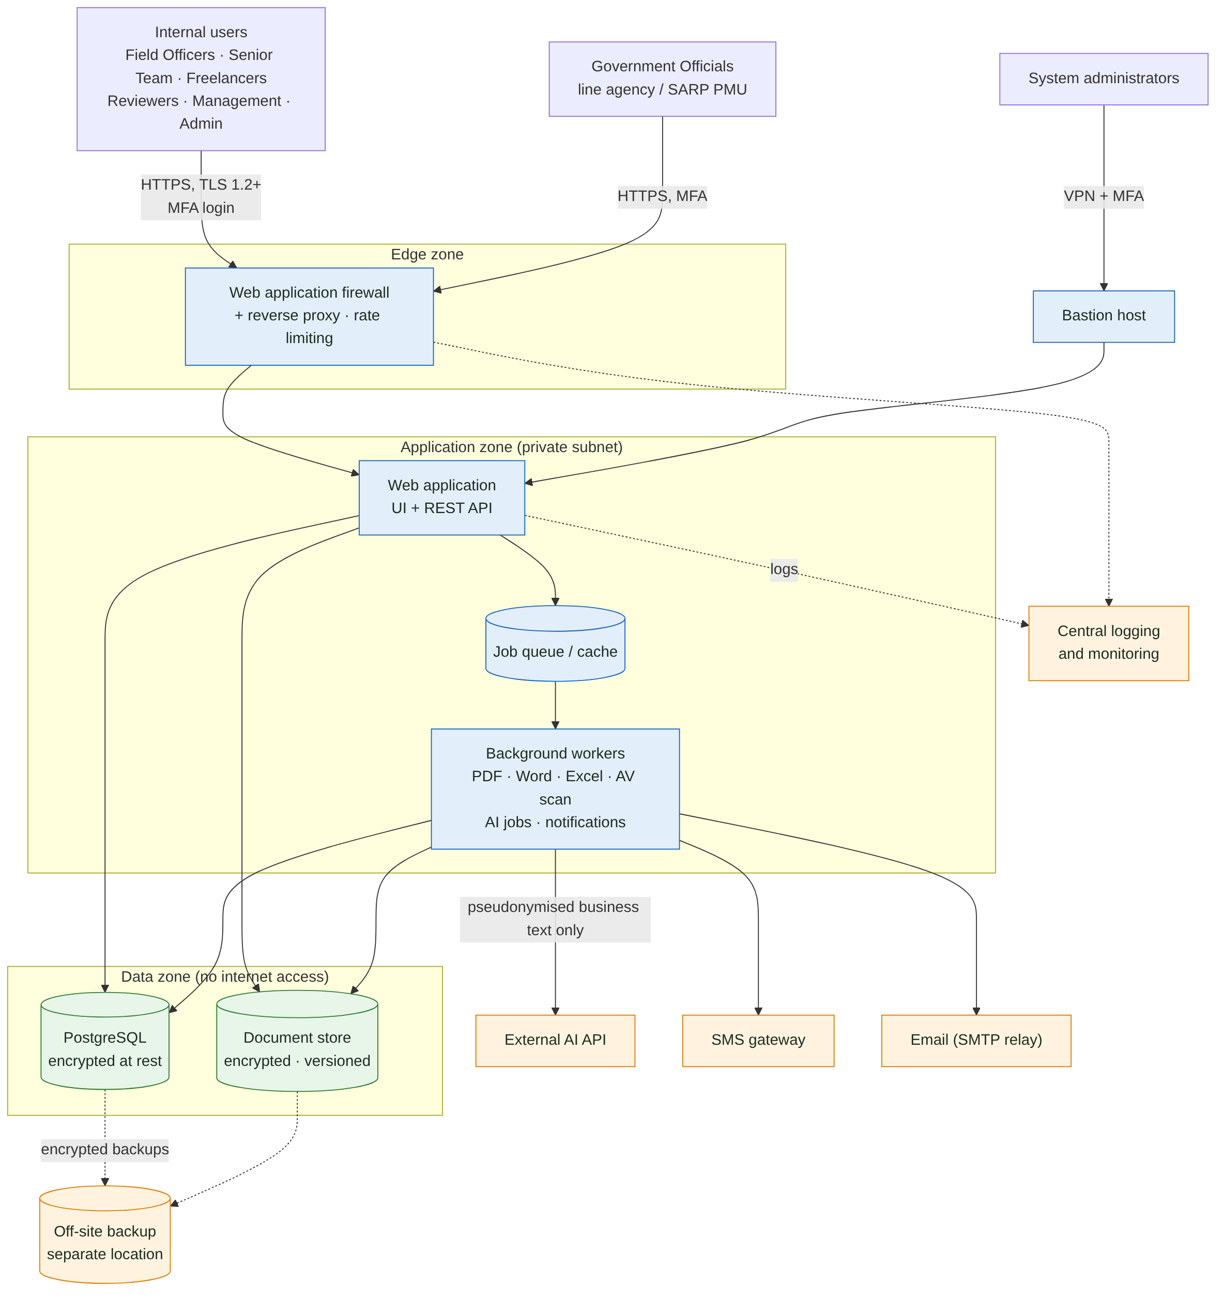 Internal users
Field Officers · Senior
Team · Freelancers
Reviewers · Management ·
Admin
Government Officials
line agency / SARP PMU
System administrators
HTTPS, TLS 1.2+
MFA login
HTTPS, MFA
VPN + MFA
Edge zone
Web application firewall
+ reverse proxy · rate
limiting
Bastion host
Application zone (private subnet)
Web application
UI + REST API
logs
Job queue / cache
Central logging
and monitoring
Background workers
PDF · Word · Excel · AV
scan
AI jobs · notifications
pseudonymised business
text only
Data zone (no internet access)
PostgreSQL
encrypted at rest
Document store
encrypted · versioned
External AI API
SMS gateway
Email (SMTP relay)
encrypted backups
Off-site backup
separate location